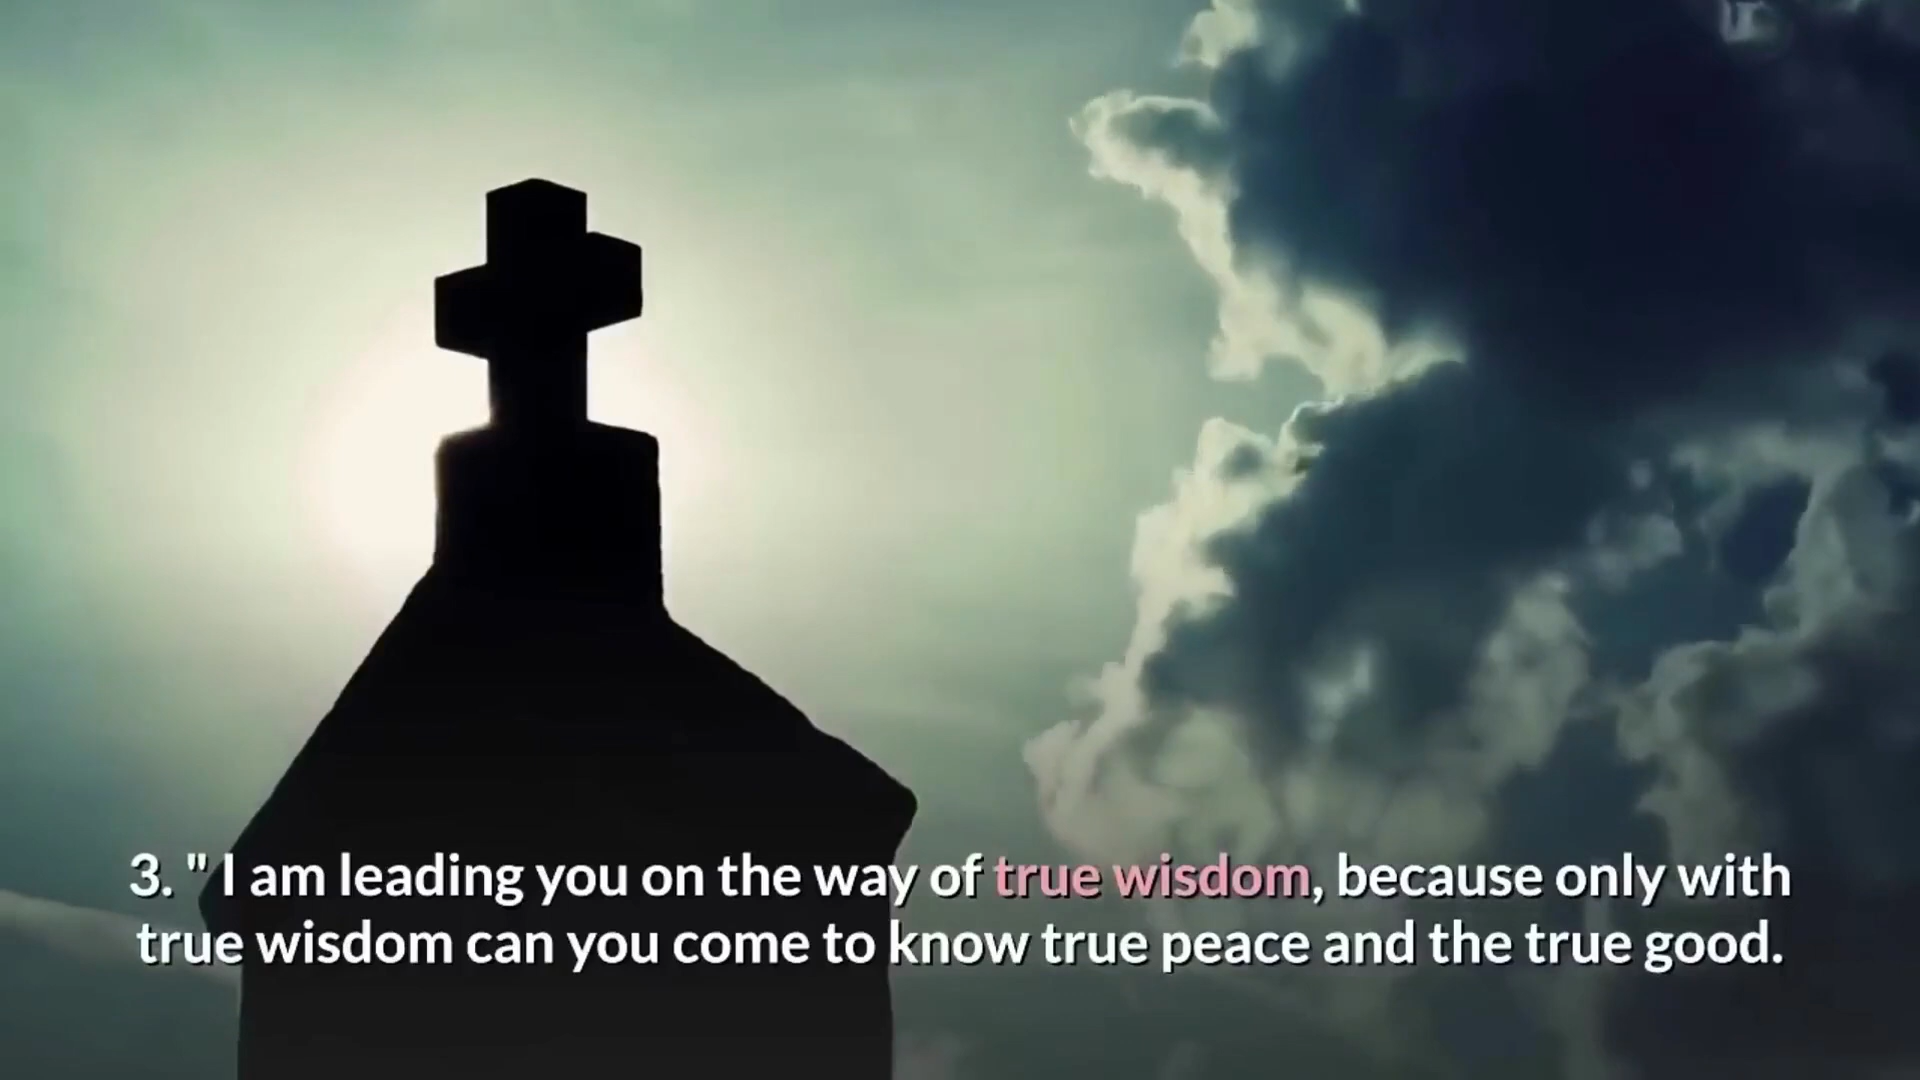 3. " I am leading you on the way of true wisdom, because only with
true wisdom can you come to know true peace and the true good.